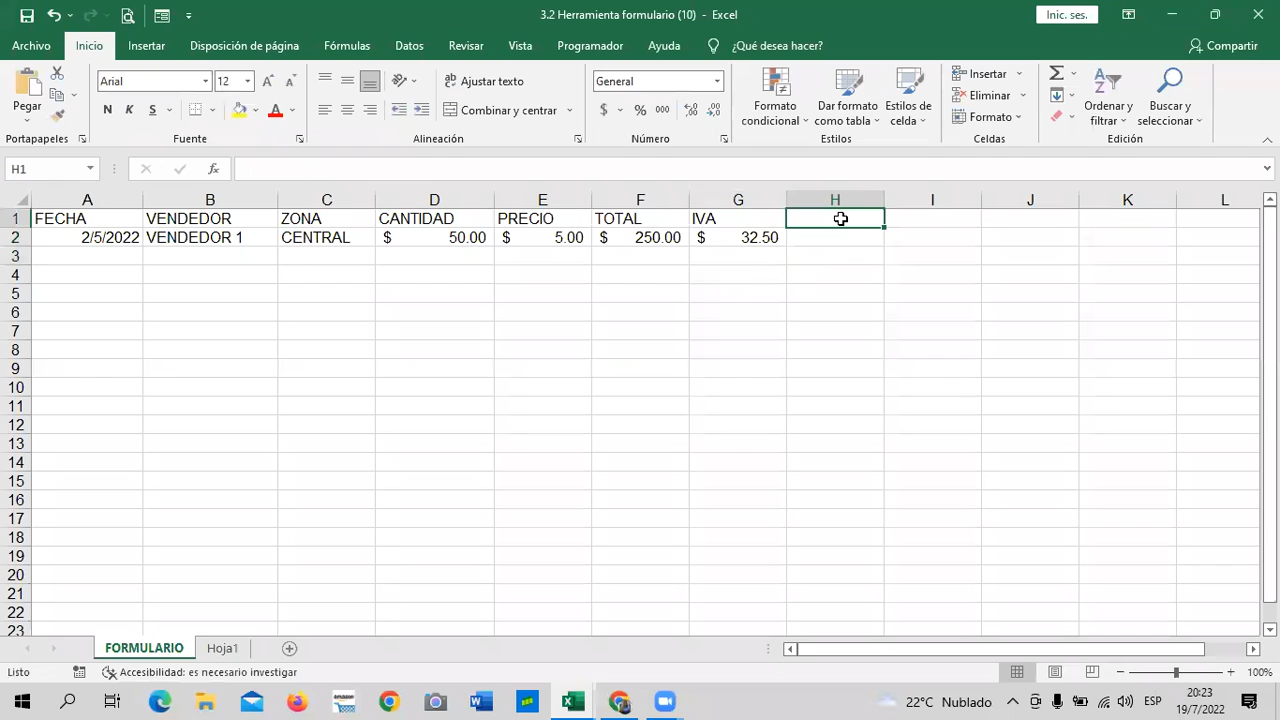 3.2 Herramienta formulario (10) - Excel
Inic. ses.
Archivo Inicio Insertar Disposición de página Fórmulas Datos Revisar Vista Programador Ayuda ¿Qué desea hacer? Compartir
Pegar
Portapapeles
Arial 12
N K S
Fuente
Ajustar texto
Combinar y centrar
Alineación
General
$ % 000
Número
Formato condicional
Dar formato como tabla
Estilos de celda
Estilos
Insertar
Eliminar
Formato
Celdas
Ordenar y filtrar
Buscar y seleccionar
Edición
H1 fx
A B C D E F G H I J K L
1 FECHA VENDEDOR ZONA CANTIDAD PRECIO TOTAL IVA
2 2/5/2022 VENDEDOR 1 CENTRAL $ 50.00 $ 5.00 $ 250.00 $ 32.50
3
4
5
6
7
8
9
10
11
12
13
14
15
16
17
18
19
20
21
22
23
FORMULARIO Hoja1
Listo Accesibilidad: es necesario investigar 100%
22°C Nublado ESP 20:23
19/7/2022